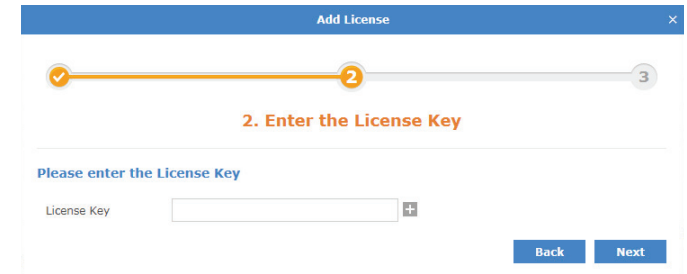 Add License
2
3
2. Enter the License Key
Please enter the License Key
License Key
Back Next